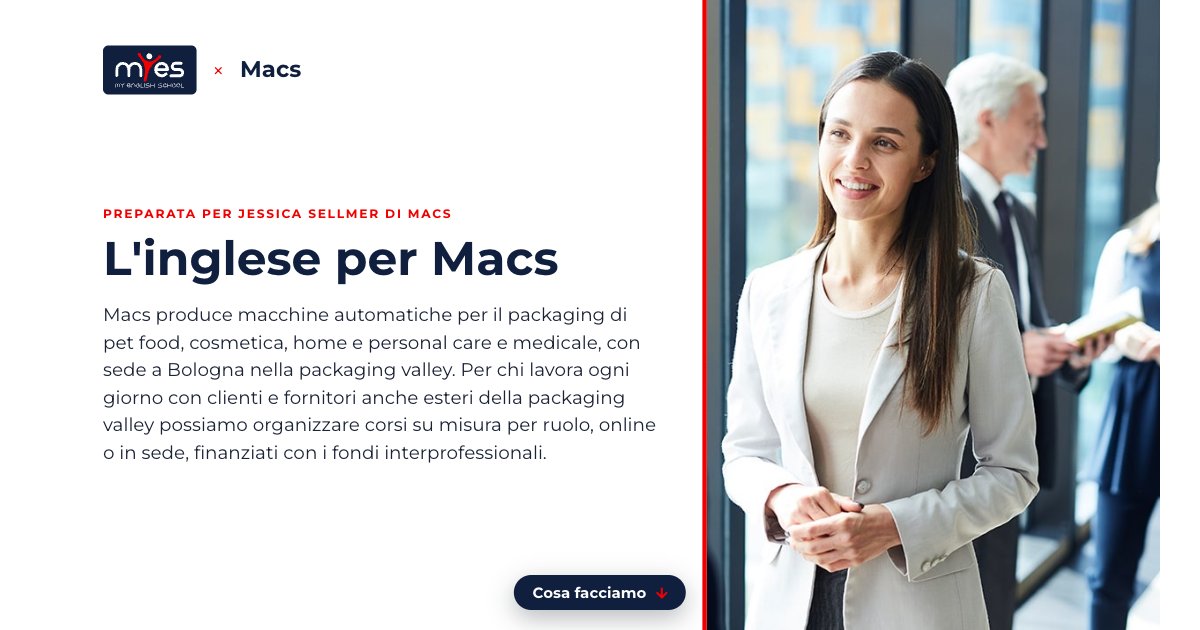 myes
MY ENGLISH SCHOOL
× Macs
PREPARATA PER JESSICA SELLMER DI MACS
L'inglese per Macs
Macs produce macchine automatiche per il packaging di
pet food, cosmetica, home e personal care e medicale, con
sede a Bologna nella packaging valley. Per chi lavora ogni
giorno con clienti e fornitori anche esteri della packaging
valley possiamo organizzare corsi su misura per ruolo, online
o in sede, finanziati con i fondi interprofessionali.
Cosa facciamo ↓